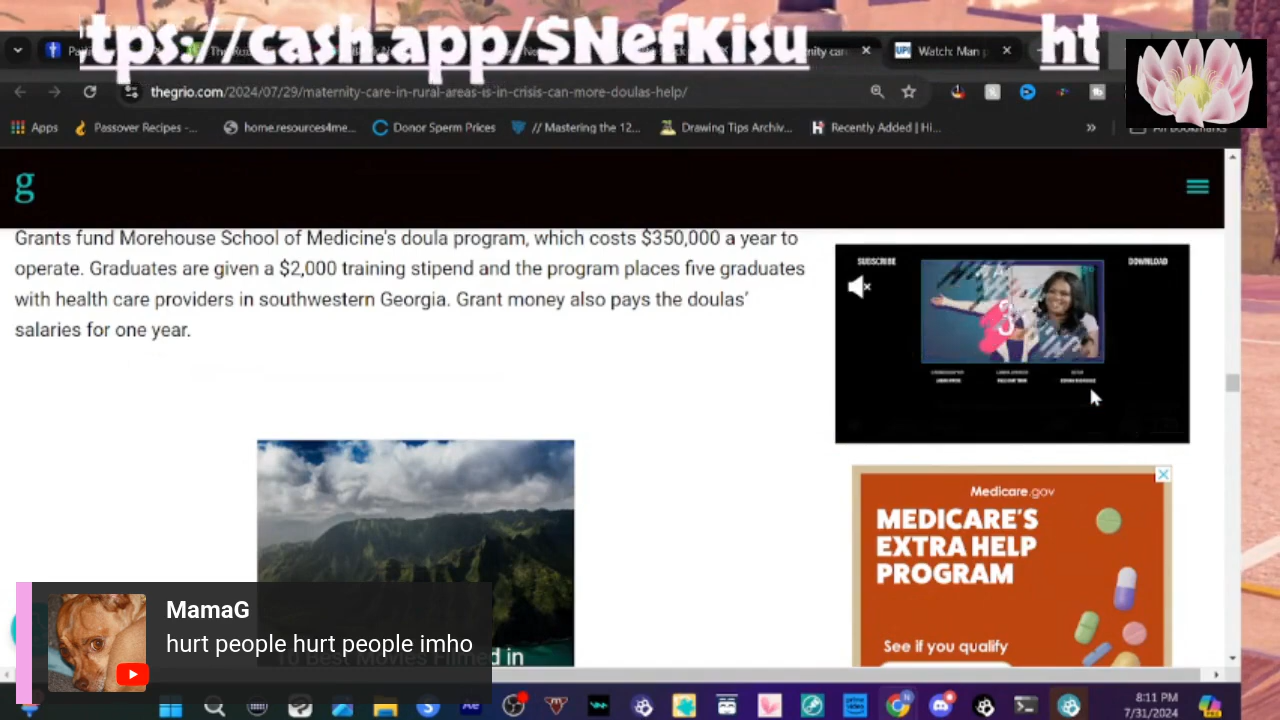 tps://cash.app/$NefKisu
ht
Watch: Man
thegrio.com/2024/07/29/maternity-care-in-rural-areas-is-in-crisis-can-more-doulas-help/
Apps
Passover Recipes -...
home.resources4me...
Donor Sperm Prices
// Mastering the 12...
Drawing Tips Archiv...
Recently Added | Hi...
»
All Bookmarks
g
Grants fund Morehouse School of Medicine's doula program, which costs $350,000 a year to
operate. Graduates are given a $2,000 training stipend and the program places five graduates
with health care providers in southwestern Georgia. Grant money also pays the doulas'
salaries for one year.
SUBSCRIBE
DOWNLOAD
Medicare.gov
MEDICARE'S
EXTRA HELP
PROGRAM
See if you qualify
MamaG
hurt people hurt people imho
d in
8:11 PM
7/31/2024